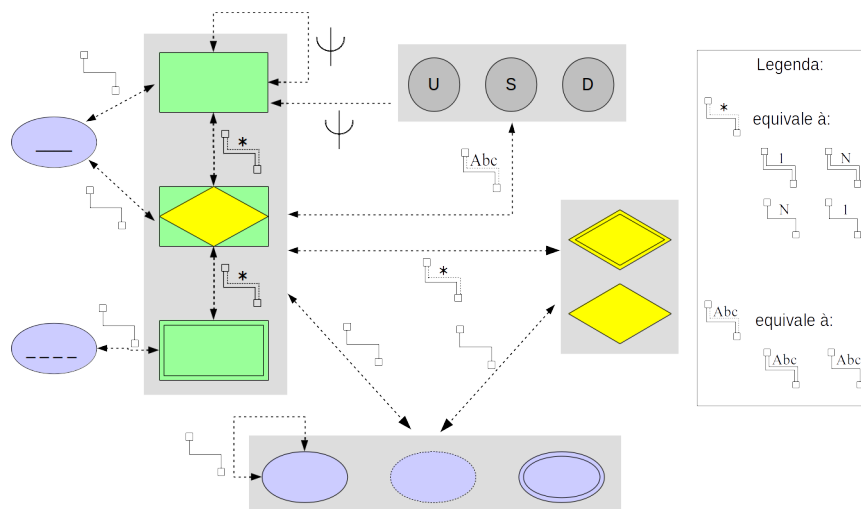 U S D
Legenda:
*
equivale à:
1 N
N 1
*
Abc
*
*
Abc
equivale à:
Abc Abc